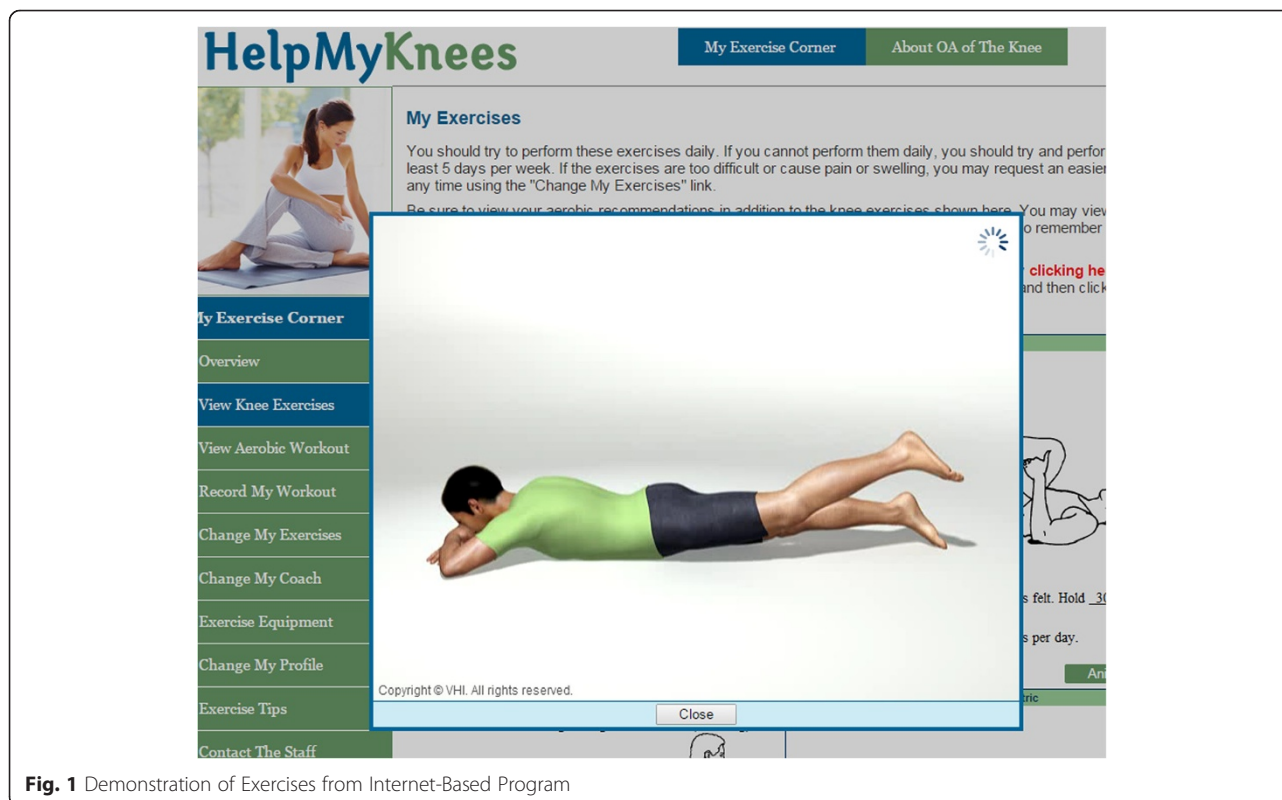 HelpMyKnees
My Exercise Corner
About OA of The Knee
My Exercises
You should try to perform these exercises daily. If you cannot perform them daily, you should try and perfor
least 5 days per week. If the exercises are too difficult or cause pain or swelling, you may request an easier
any time using the "Change My Exercises" link.
Be sure to view your aerobic recommendations in addition to the knee exercises shown here. You may view
o remember
clicking he
and then click
My Exercise Corner
Overview
View Knee Exercises
View Aerobic Workout
Record My Workout
Change My Exercises
Change My Coach
Exercise Equipment
Change My Profile
Exercise Tips
Contact The Staff
s felt. Hold _30
s per day.
Ani
tric
Copyright © VHI. All rights reserved.
Close
Fig. 1 Demonstration of Exercises from Internet-Based Program